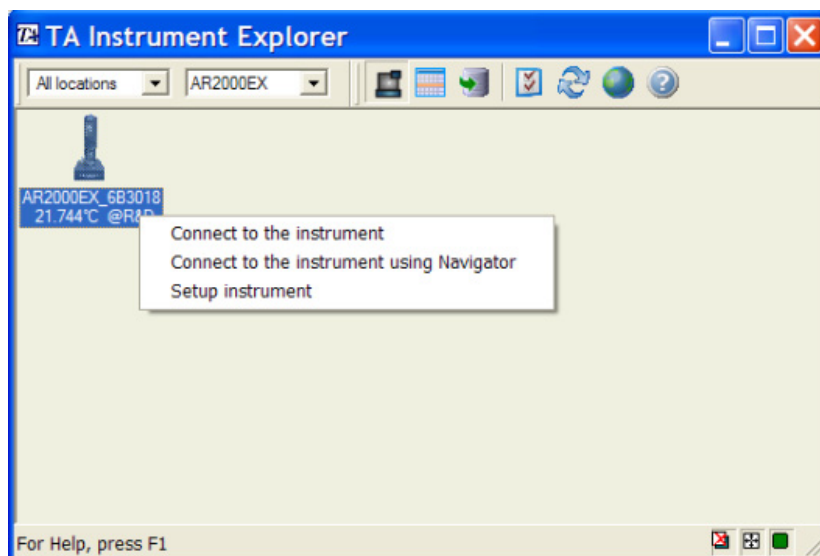 TA Instrument Explorer
All locations
AR2000EX
AR2000EX_6B3018
21.744°C @R&D
Connect to the instrument
Connect to the instrument using Navigator
Setup instrument
For Help, press F1